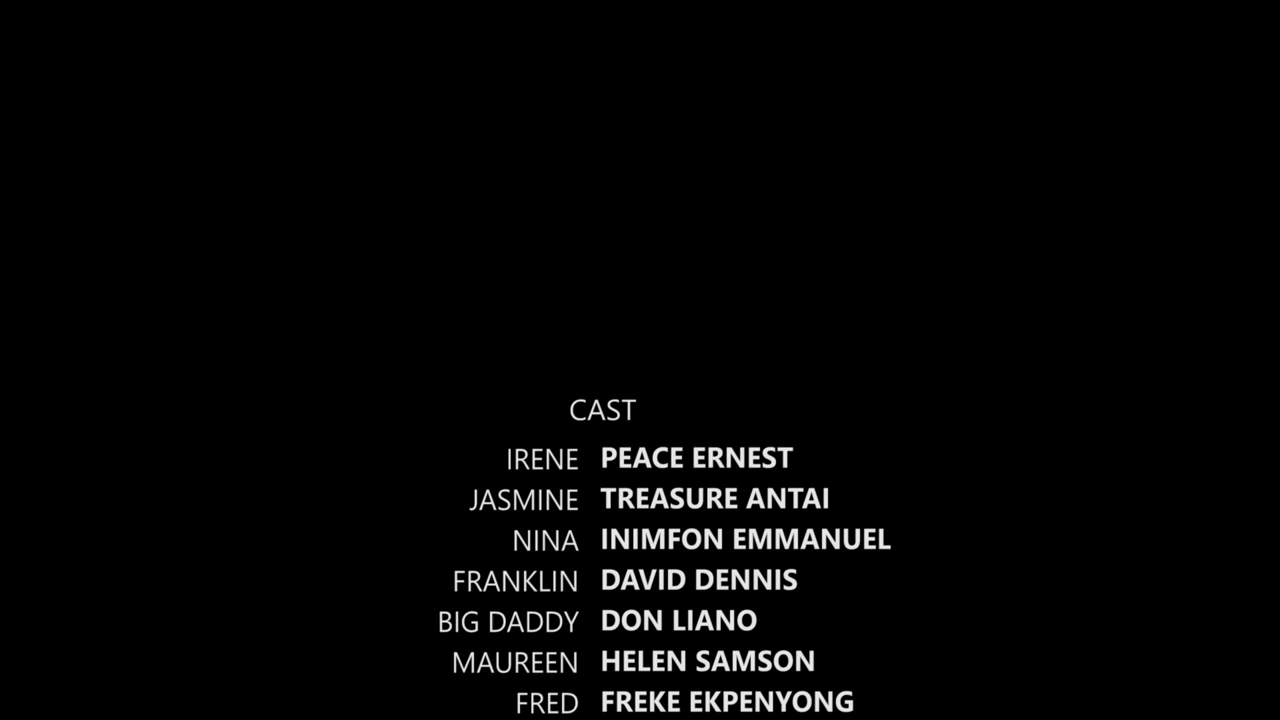 CAST
IRENE PEACE ERNEST
JASMINE TREASURE ANTAI
NINA INIMFON EMMANUEL
FRANKLIN DAVID DENNIS
BIG DADDY DON LIANO
MAUREEN HELEN SAMSON
FRED FREKE EKPENYONG